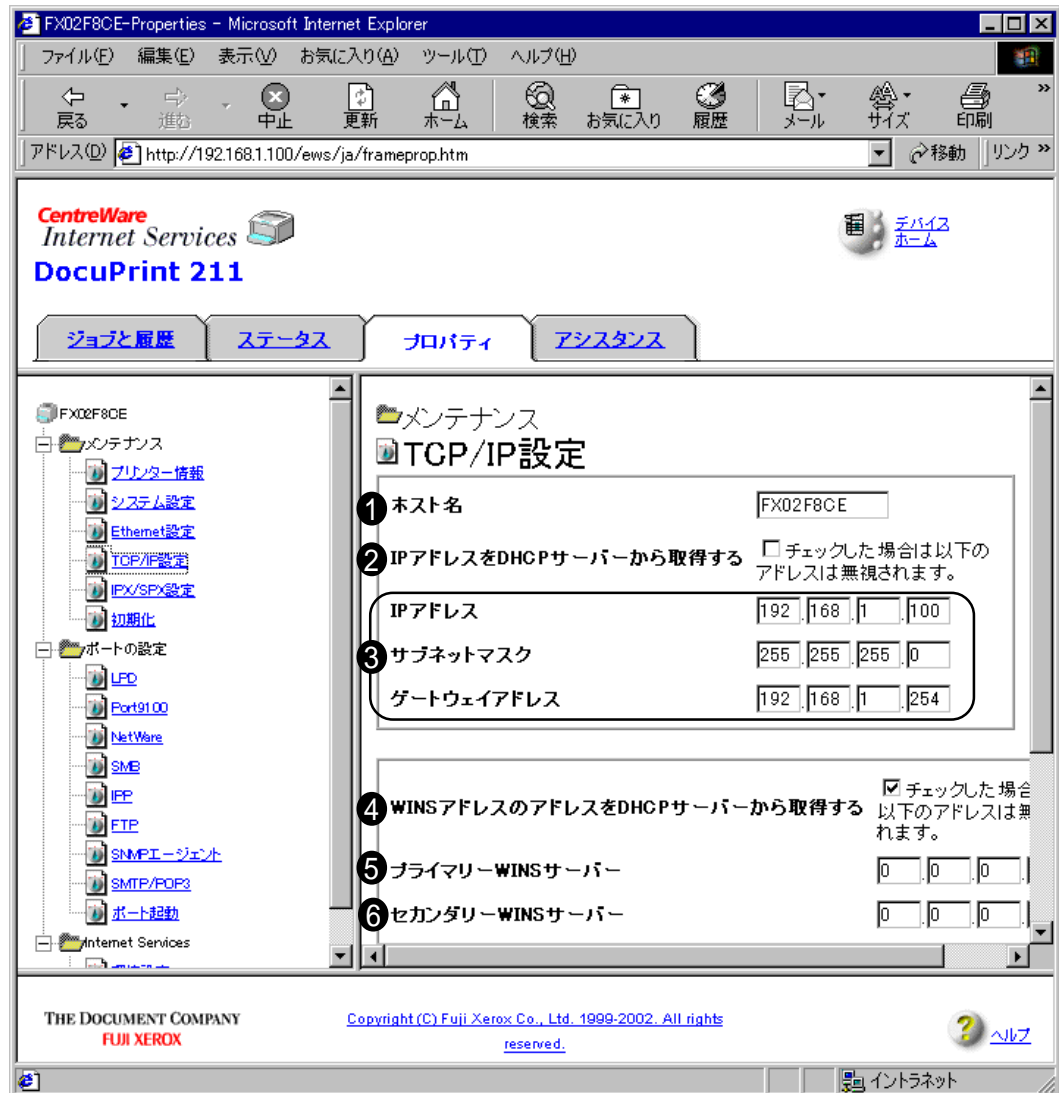 FX02F8CE-Properties - Microsoft Internet Explorer
ファイル(F) 編集(E) 表示(V) お気に入り(A) ツール(T) ヘルプ(H)
戻る 進む 中止 更新 ホーム 検索 お気に入り 履歴 メール サイズ 印刷 »
アドレス(D) http://192.168.1.100/ews/ja/frameprop.htm 移動 リンク »
CentreWare
Internet Services
DocuPrint 211
デバイス
ホーム
ジョブと履歴 ステータス プロパティ アシスタンス
FX02F8CE
メンテナンス
プリンター情報
システム設定
Ethernet設定
TCP/IP設定
IPX/SPX設定
初期化
ポートの設定
LPD
Port9100
NetWare
SMB
IPP
FTP
SNMPエージェント
SMTP/POP3
ポート起動
Internet Services
メンテナンス
TCP/IP設定
1 ホスト名 FX02F8CE
2 IPアドレスをDHCPサーバーから取得する チェックした場合は以下の
アドレスは無視されます。
IPアドレス 192 .168 .1 .100
3 サブネットマスク 255 .255 .255 .0
ゲートウェイアドレス 192 .168 .1 .254
4 WINSアドレスのアドレスをDHCPサーバーから取得する チェックした場合
以下のアドレスは無
れます。
5 プライマリーWINSサーバー 0 .0 .0 .
6 セカンダリーWINSサーバー 0 .0 .0 .
THE DOCUMENT COMPANY
FUJI XEROX
Copyright (C) Fuji Xerox Co., Ltd. 1999-2002. All rights
reserved.
ヘルプ
イントラネット